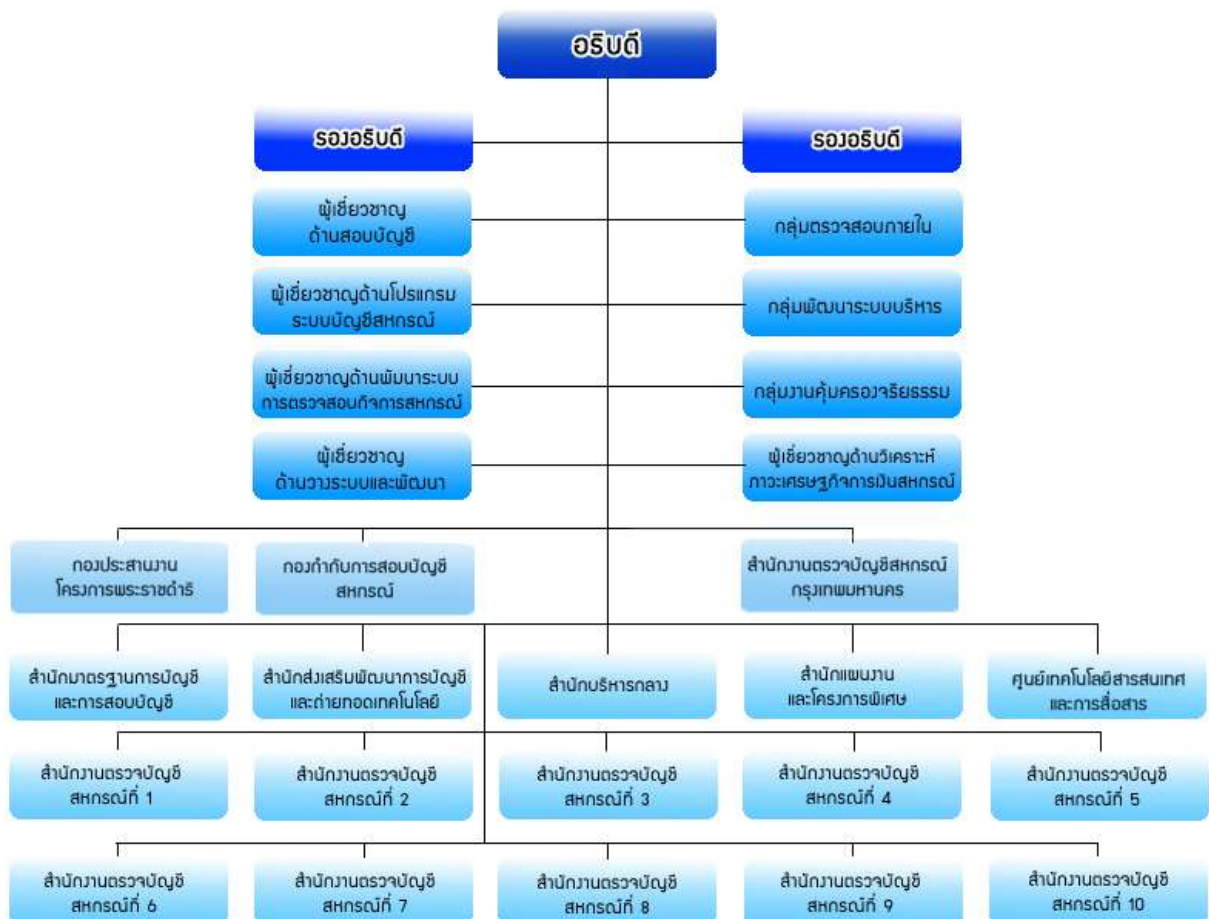 อธิบดี
รองอธิบดี
รองอธิบดี
ผู้เชี่ยวชาญ
ด้านสอบบัญชี
กลุ่มตรวจสอบภายใน
ผู้เชี่ยวชาญด้านโปรแกรม
ระบบบัญชีสหกรณ์
กลุ่มพัฒนาระบบบริหาร
ผู้เชี่ยวชาญด้านพัมนาระบบ
การตรวจสอบกิจการสหกรณ์
กลุ่มงานคุ้มครองจริยธรรม
ผู้เชี่ยวชาญ
ด้านวางระบบและพัฒนา
ผู้เชี่ยวชาญด้านวิเคราะห์
ภาวะเศรษฐกิจการเงินสหกรณ์
กองประสานงาน
โครงการพระราชดำริ
กองกำกับการสอบบัญชี
สหกรณ์
สำนักงานตรวจบัญชีสหกรณ์
กรุงเทพมหานคร
สำนักมาตรฐานการบัญชี
และการสอบบัญชี
สำนักส่งเสริมพัฒนาการบัญชี
และถ่ายทอดเทคโนโลยี
สำนักบริหารกลาง
สำนักแผนงาน
และโครงการพิเศษ
ศูนย์เทคโนโลยีสารสนเทศ
และการสื่อสาร
สำนักงานตรวจบัญชี
สหกรณ์ที่ 1
สำนักงานตรวจบัญชี
สหกรณ์ที่ 2
สำนักงานตรวจบัญชี
สหกรณ์ที่ 3
สำนักงานตรวจบัญชี
สหกรณ์ที่ 4
สำนักงานตรวจบัญชี
สหกรณ์ที่ 5
สำนักงานตรวจบัญชี
สหกรณ์ที่ 6
สำนักงานตรวจบัญชี
สหกรณ์ที่ 7
สำนักงานตรวจบัญชี
สหกรณ์ที่ 8
สำนักงานตรวจบัญชี
สหกรณ์ที่ 9
สำนักงานตรวจบัญชี
สหกรณ์ที่ 10